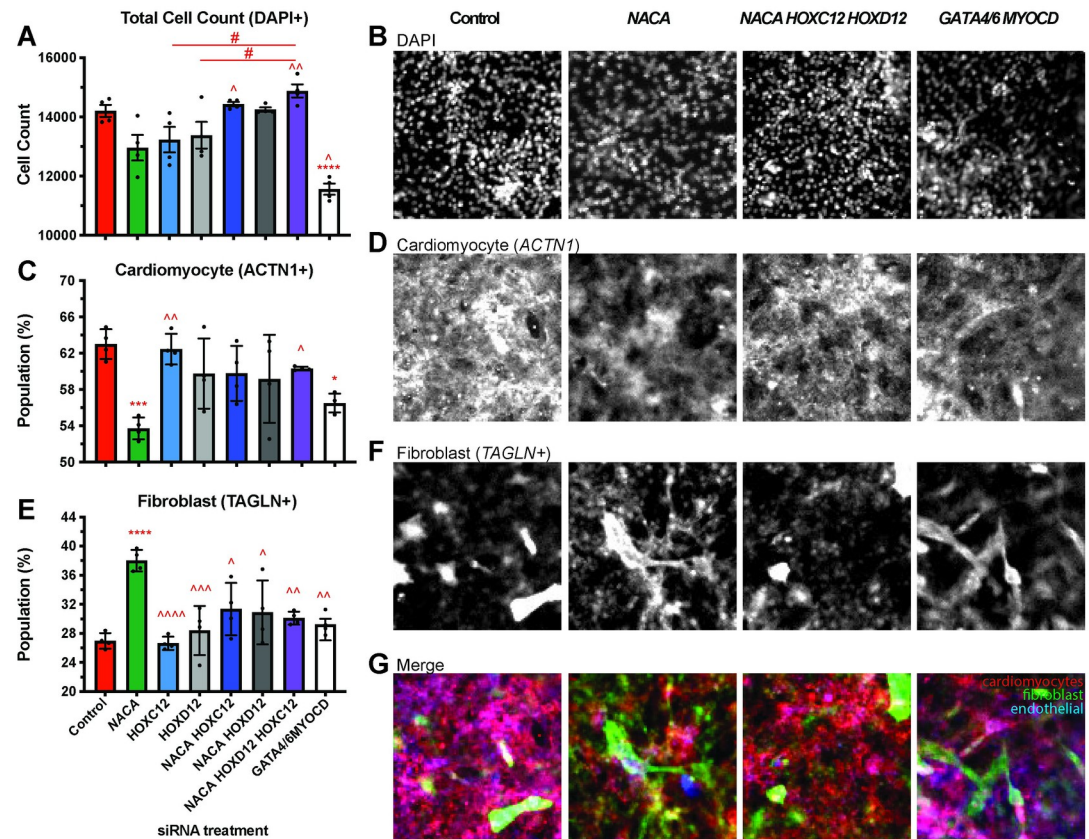 Control
NACA
NACA HOXC12 HOXD12
GATA4/6 MYOCD
A
Total Cell Count (DAPI+)
#
#
^
^^
^
****
Cell Count
16000
14000
12000
10000
B DAPI
C
Cardiomyocyte (ACTN1+)
***
^^
^
*
Population (%)
70
66
62
58
54
50
D Cardiomyocyte (ACTN1)
E
Fibroblast (TAGLN+)
****
^^^^
^^^
^
^
^^
^^
Population (%)
44
40
36
32
28
24
20
Control
NACA
HOXC12
HOXD12
NACA HOXC12
NACA HOXD12
NACA HOXD12 HOXC12
GATA4/6MYOCD
siRNA treatment
F Fibroblast (TAGLN+)
G Merge
cardiomyocytes
fibroblast
endothelial